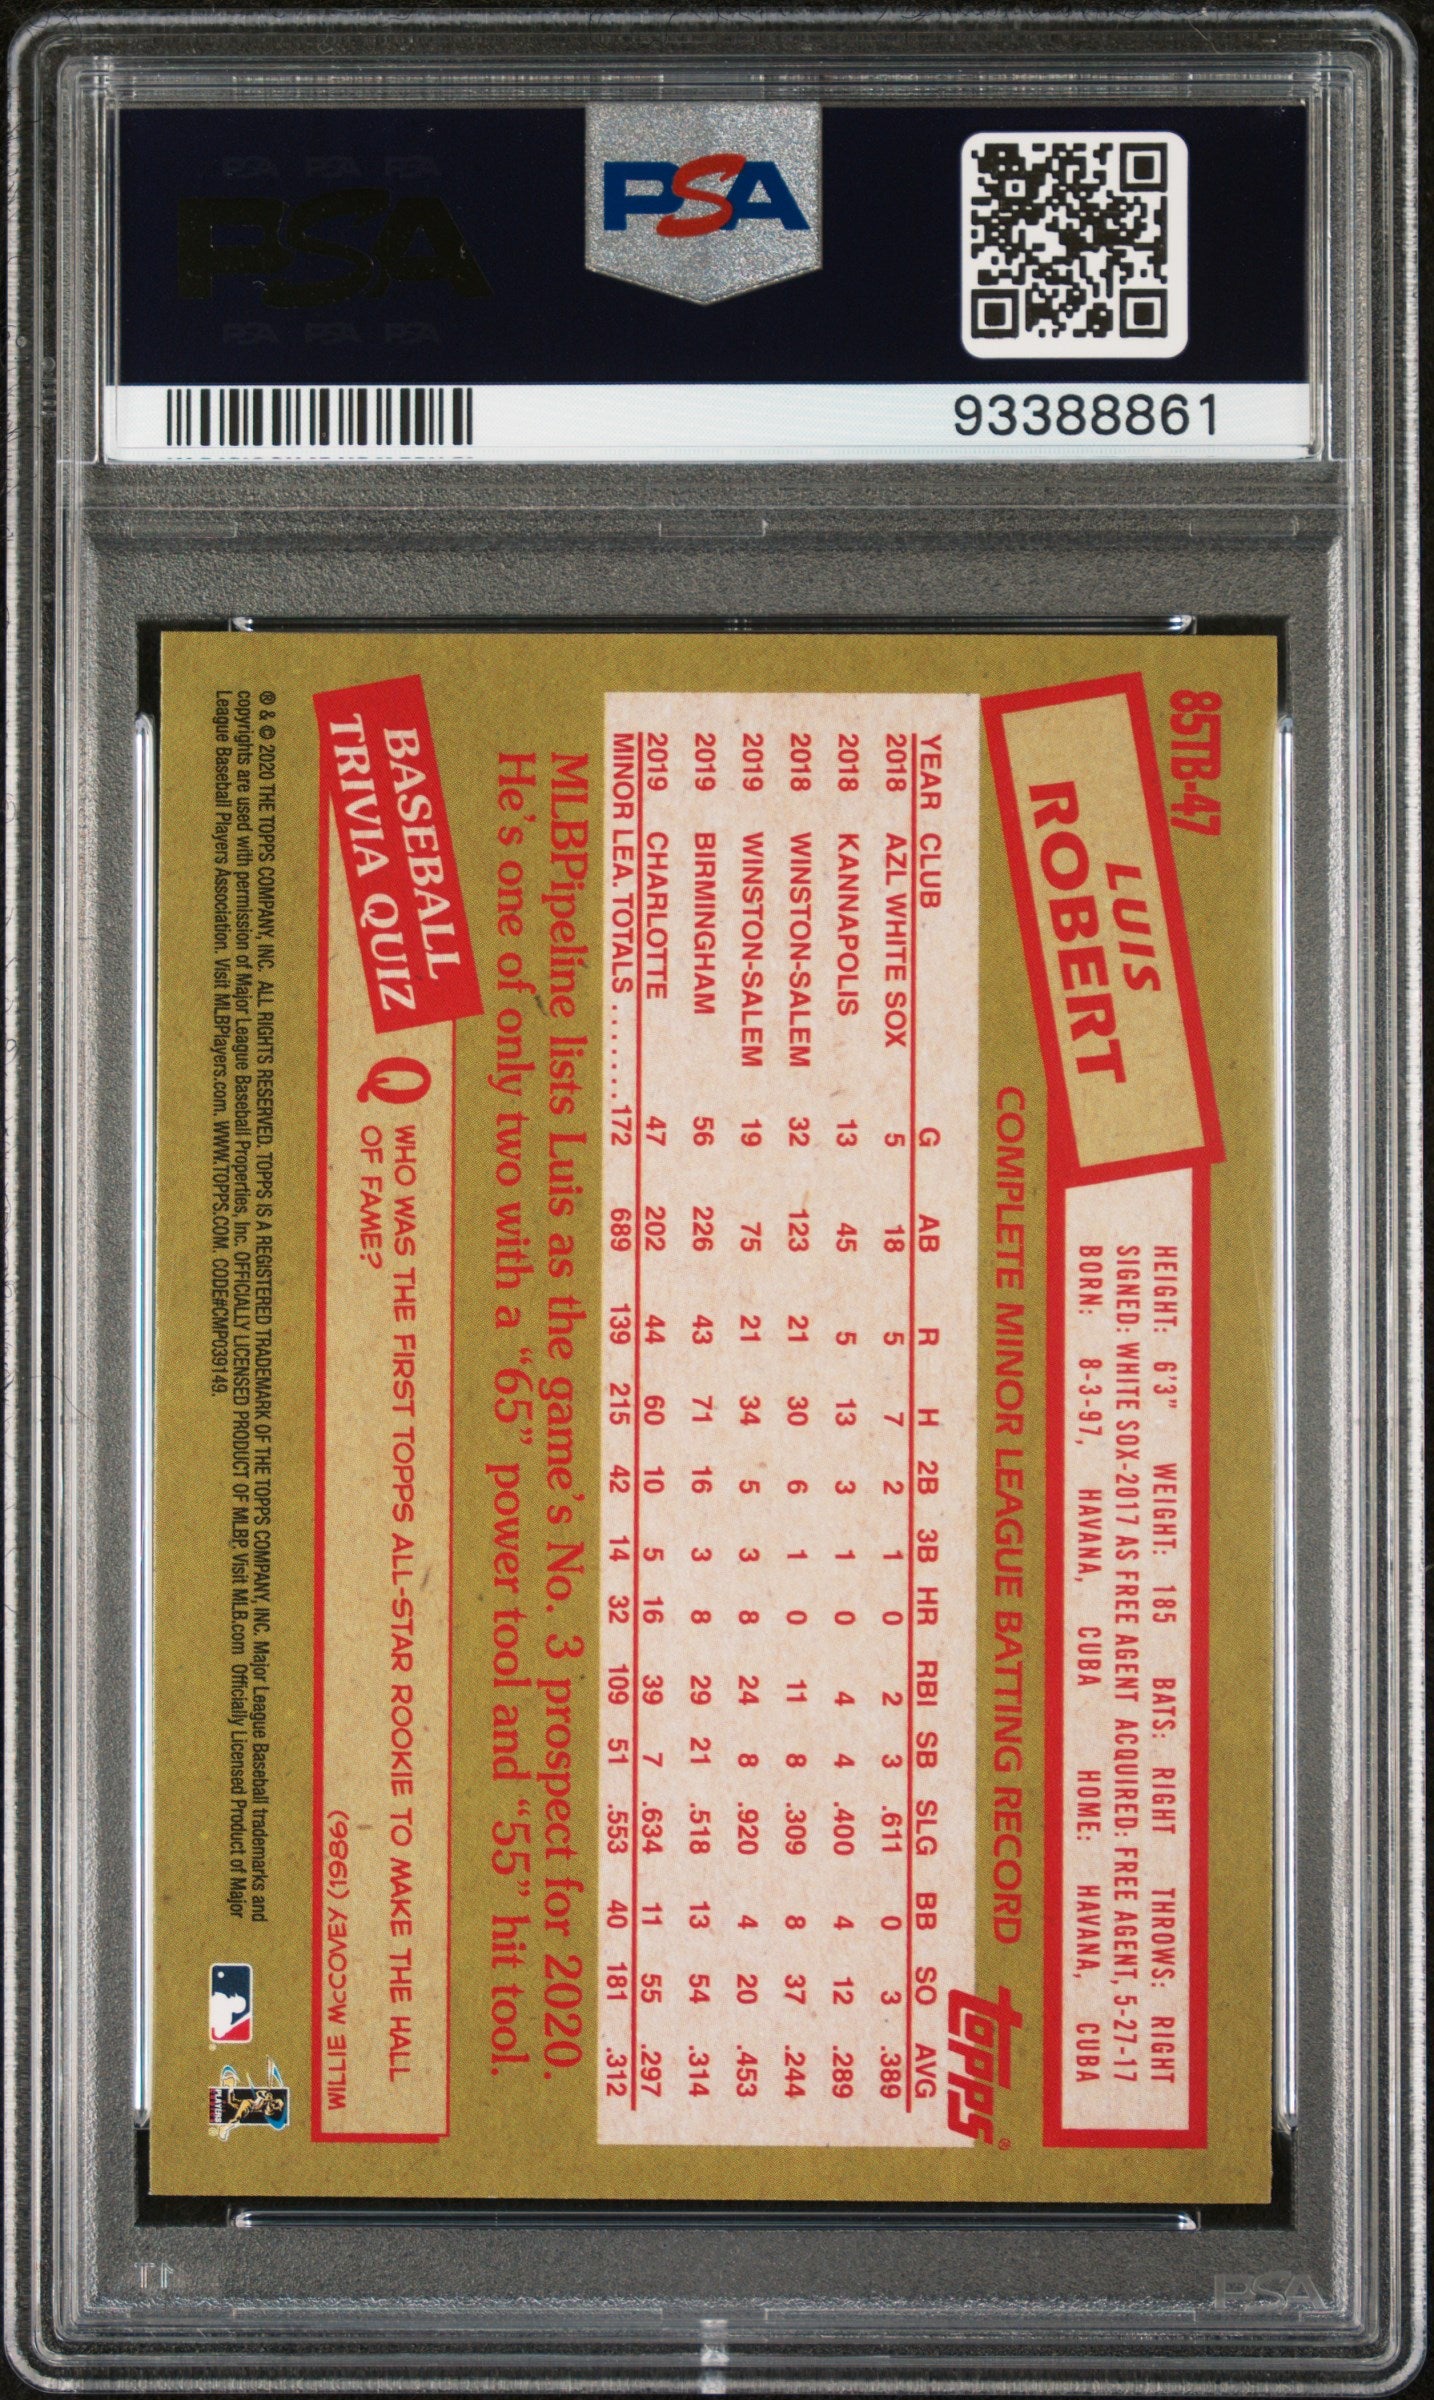 PSA PSA PSA
PSA
PSA PSA PSA
PSA
93388861
85TB-47
LUIS
ROBERT
HEIGHT: 6'3" WEIGHT: 185 BATS: RIGHT THROWS: RIGHT
SIGNED: WHITE SOX-2017 AS FREE AGENT ACQUIRED: FREE AGENT, 5-27-17
BORN: 8-3-97, HAVANA, CUBA HOME: HAVANA, CUBA
COMPLETE MINOR LEAGUE BATTING RECORD
topps®
YEAR CLUB G AB R H 2B 3B HR RBI SB SLG BB SO AVG
2018 AZL WHITE SOX 5 18 5 7 2 1 0 2 3 .611 0 3 .389
2018 KANNAPOLIS 13 45 5 13 3 1 0 4 4 .400 4 12 .289
2018 WINSTON-SALEM 32 123 21 30 6 1 0 11 8 .309 8 37 .244
2019 WINSTON-SALEM 19 75 21 34 5 3 8 24 8 .920 4 20 .453
2019 BIRMINGHAM 56 226 43 71 16 3 8 29 21 .518 13 54 .314
2019 CHARLOTTE 47 202 44 60 10 5 16 39 7 .634 11 55 .297
MINOR LEA. TOTALS .......172 689 139 215 42 14 32 109 51 .553 40 181 .312
MLBPipeline lists Luis as the game's No. 3 prospect for 2020.
He's one of only two with a “65” power tool and “55” hit tool.
BASEBALL
TRIVIA QUIZ
Q WHO WAS THE FIRST TOPPS ALL-STAR ROOKIE TO MAKE THE HALL
OF FAME?
WILLIE MCCOVEY (1986)
® & © 2020 THE TOPPS COMPANY, INC. ALL RIGHTS RESERVED. TOPPS IS A REGISTERED TRADEMARK OF THE TOPPS COMPANY, INC. Major League Baseball trademarks and
copyrights are used with permission of Major League Baseball Properties, Inc. OFFICIALLY LICENSED PRODUCT OF MLBP. Visit MLB.com Officially Licensed Product of Major
League Baseball Players Association. Visit MLBPlayers.com. WWW.TOPPS.COM. CODE#CMP039149.
PLAYERS
PSA